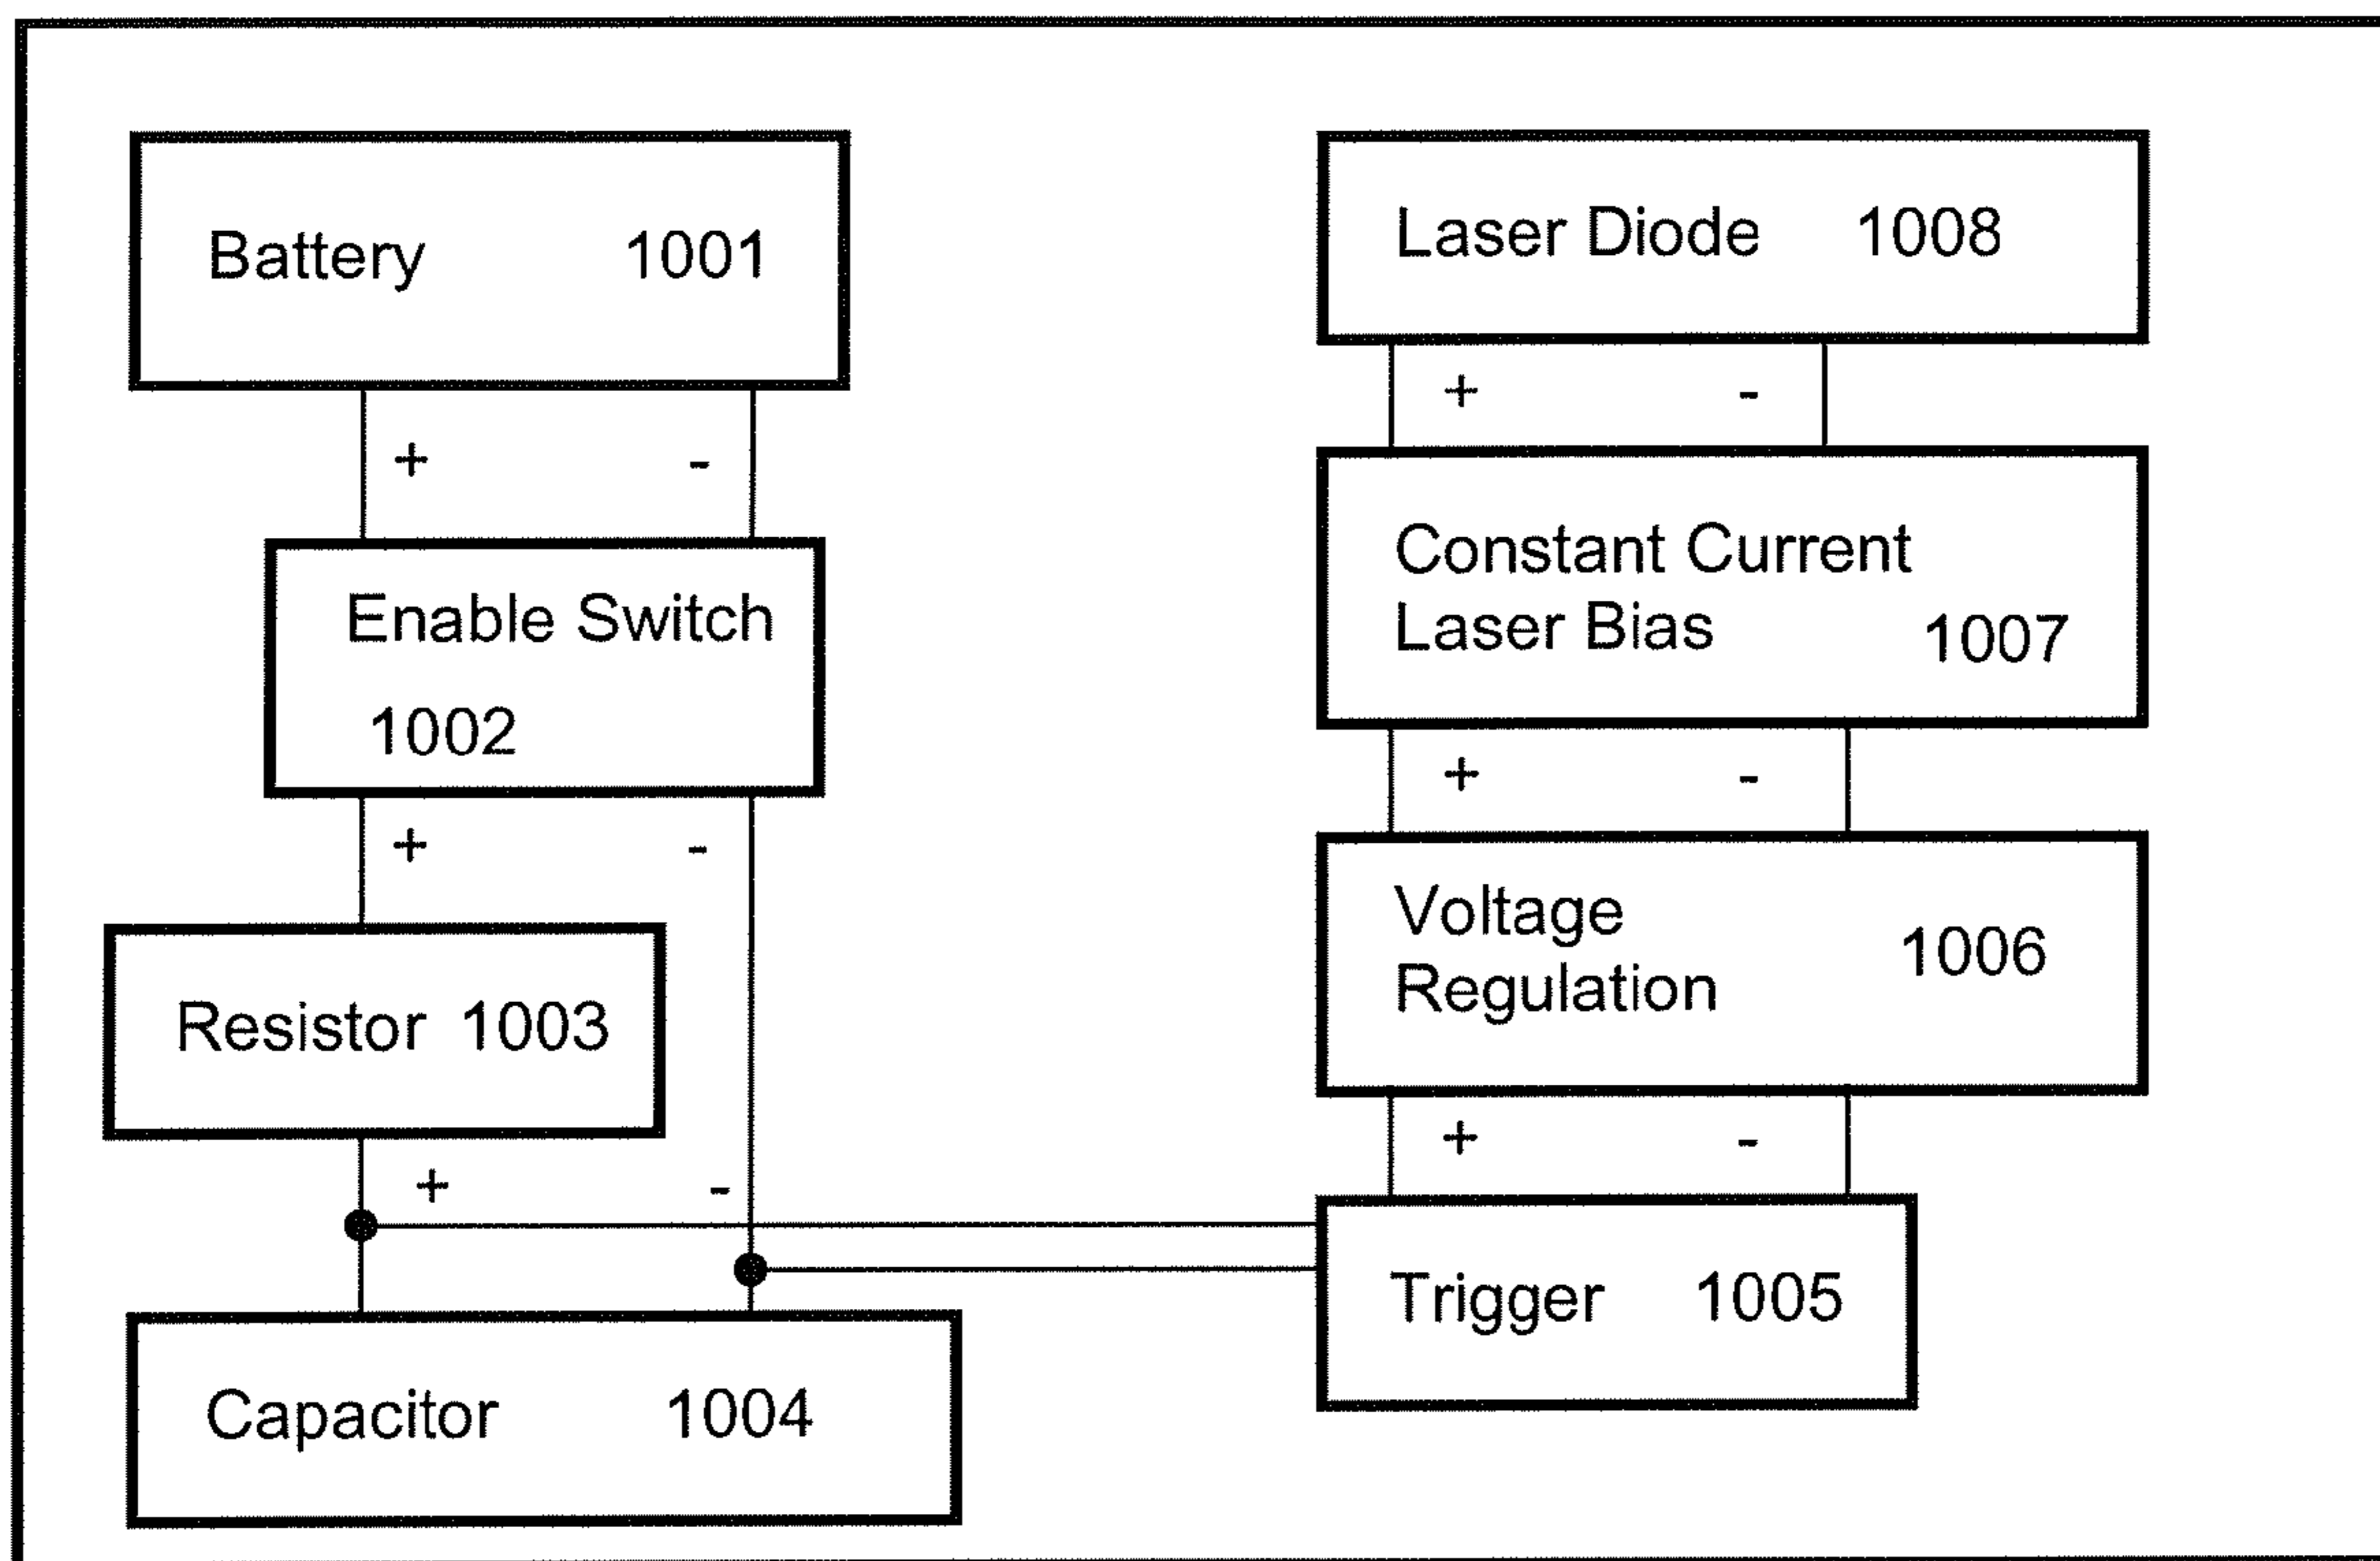 Battery 1001
+ -
Enable Switch
1002
+ -
Resistor 1003
+ -
Capacitor 1004
Laser Diode 1008
+ -
Constant Current
Laser Bias 1007
+ -
Voltage
Regulation 1006
+ -
Trigger 1005